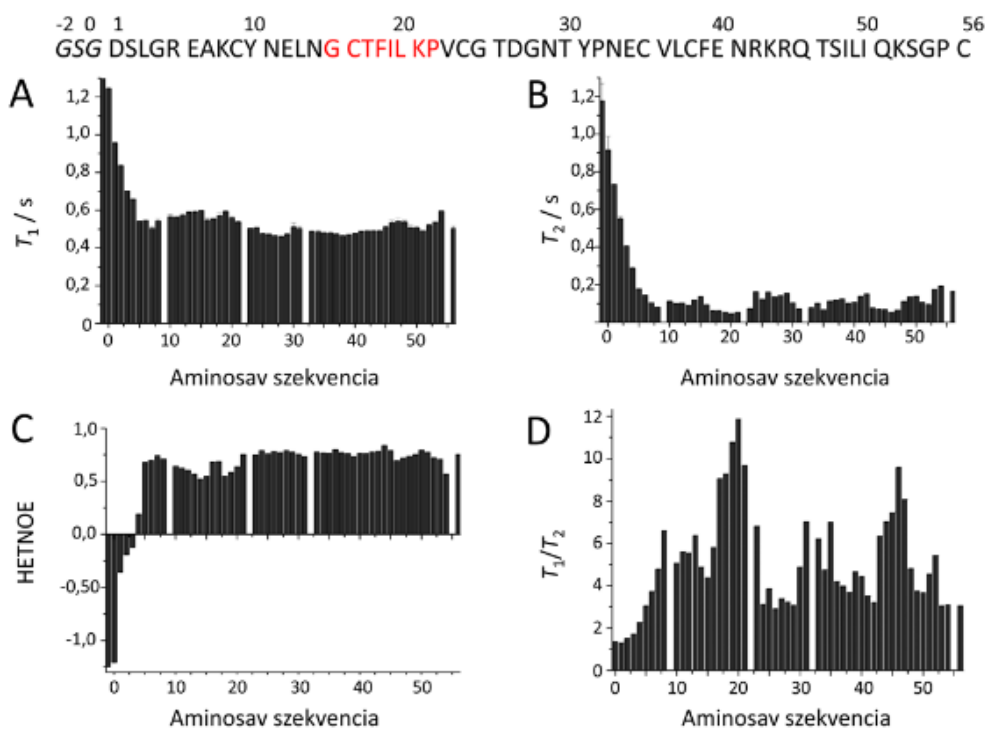 -2 0 1 10 20 30 40 50 56
GSG DSLGR EAKCY NELNG CTFIL KPVCG TDGNT YPNEC VLCFE NRKRQ TSILI QKSGP C
A
1,2
1,0
0,8
0,6
0,4
0,2
0
T1 / s
0 10 20 30 40 50
Aminosav szekvencia
B
1,2
1,0
0,8
0,6
0,4
0,2
T2 / s
0 10 20 30 40 50
Aminosav szekvencia
C
1,0
0,5
0,0
-0,50
-1,0
HETNOE
0 10 20 30 40 50
Aminosav szekvencia
D
12
10
8
6
4
2
0
T1/T2
0 10 20 30 40 50
Aminosav szekvencia